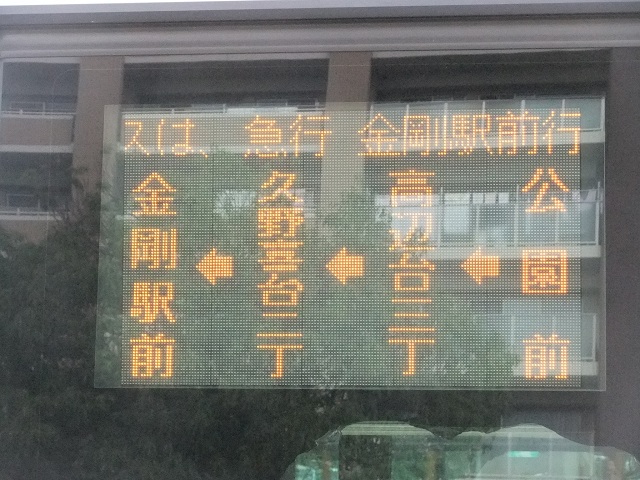 スは、急行 金剛駅前行
公園前
←
高辺台三丁
←
久野喜台二丁
←
金剛駅前